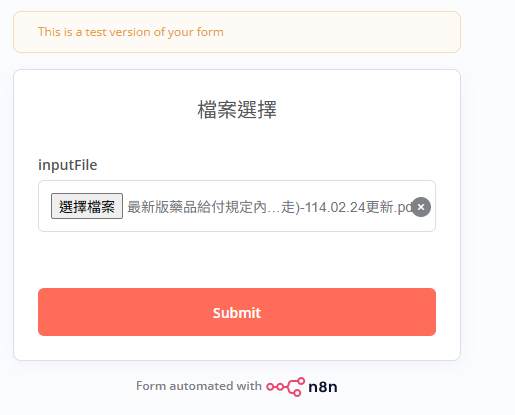 This is a test version of your form
檔案選擇
inputFile
選擇檔案 最新版藥品給付規定內…走)-114.02.24更新.pd
Submit
Form automated with n8n